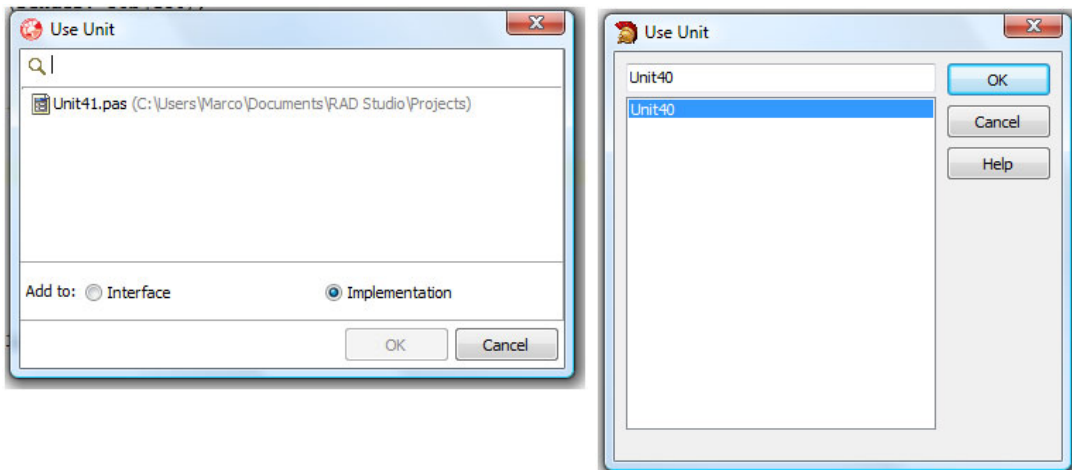 Use Unit
Unit41.pas (C:\Users\Marco\Documents\RAD Studio\Projects)
Add to: Interface Implementation
OK Cancel
Use Unit
Unit40
Unit40
OK
Cancel
Help